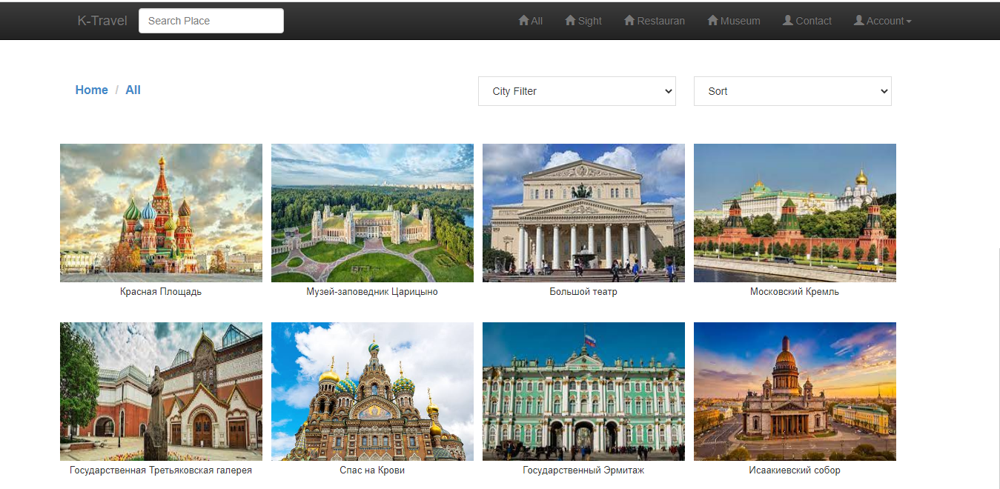 K-Travel Search Place All Sight Restauran Museum Contact Account
Home / All City Filter Sort
Красная Площадь Музей-заповедник Царицыно Большой театр Московский Кремль
Государственная Третьяковская галерея Спас на Крови Государственный Эрмитаж Исаакиевский собор